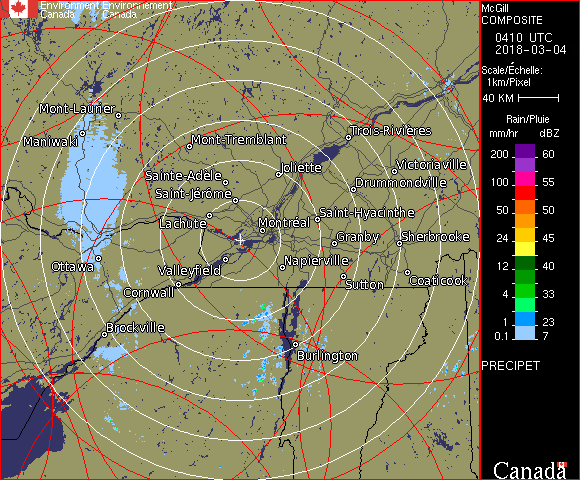 Environment Environnement
Canada Canada
McGill
COMPOSITE
0410 UTC
2018-03-04
Scale/Échelle:
1km/Pixel
40 KM
Rain/Pluie
mm/hr dBZ
200 60
150 55
100 55
50 50
24 45
12 40
4 33
1 23
0.1 7
PRECIPET
Canada
Mont-Laurier
Maniwaki
Mont-Tremblant
Trois-Rivières
Joliette
Victoriaville
Sainte-Adèle
Drummondville
Saint-Jérôme
Lachute
Saint-Hyacinthe
Montréal
Granby
Sherbrooke
Ottawa
Valleyfield
Napierville
Cornwall
Sutton
Coaticook
Brockville
Burlington